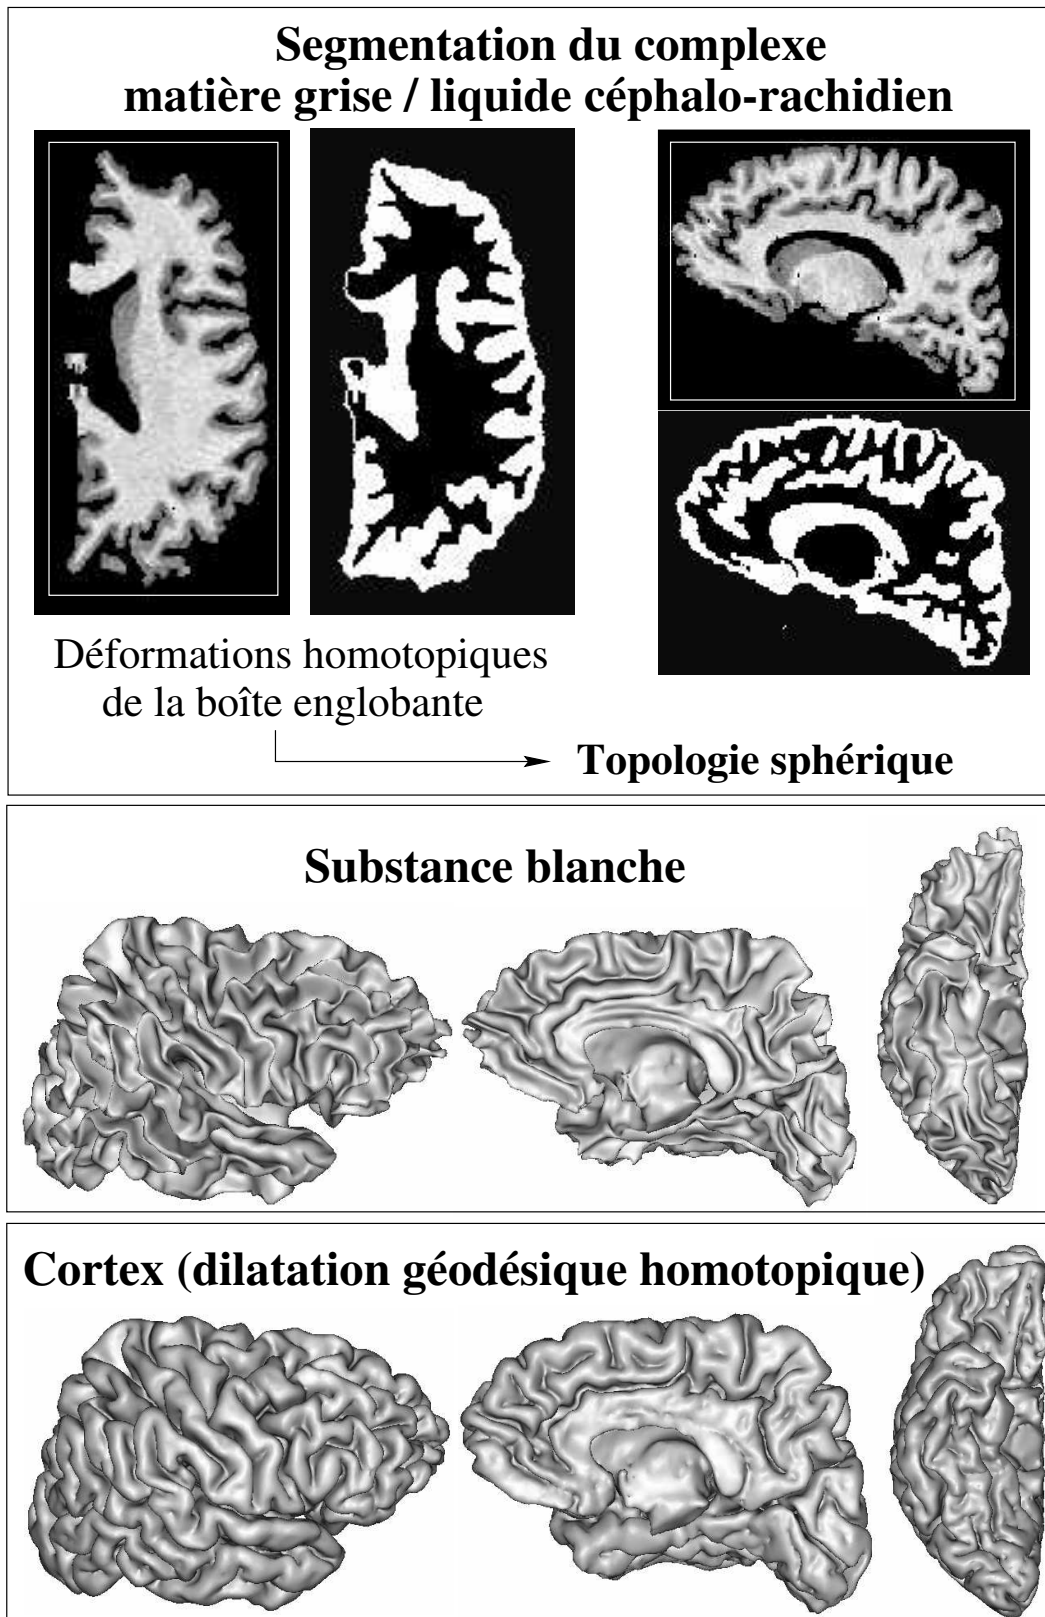 Segmentation du complexe
matière grise / liquide céphalo-rachidien
Déformations homotopiques
de la boîte englobante
Topologie sphérique
Substance blanche
Cortex (dilatation géodésique homotopique)